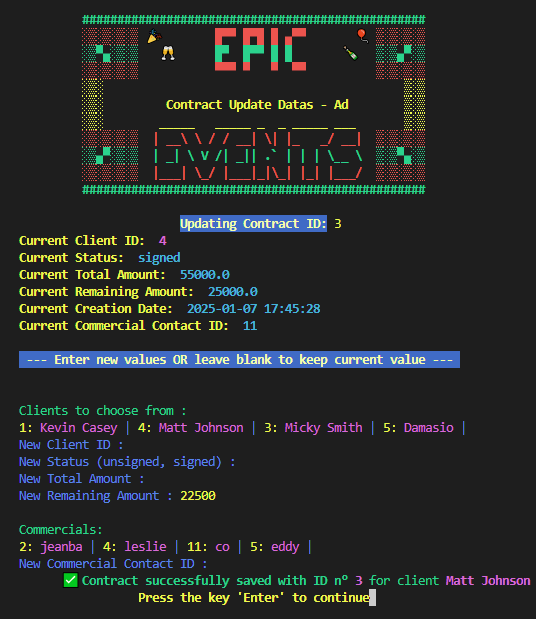 EPIC
Contract Update Datas - Ad
EVENTS
Updating Contract ID: 3
Current Client ID: 4
Current Status: signed
Current Total Amount: 55000.0
Current Remaining Amount: 25000.0
Current Creation Date: 2025-01-07 17:45:28
Current Commercial Contact ID: 11
--- Enter new values OR leave blank to keep current value ---
Clients to choose from :
1: Kevin Casey | 4: Matt Johnson | 3: Micky Smith | 5: Damasio |
New Client ID :
New Status (unsigned, signed) :
New Total Amount :
New Remaining Amount : 22500
Commercials:
2: jeanba | 4: leslie | 11: co | 5: eddy |
New Commercial Contact ID :
✅ Contract successfully saved with ID n° 3 for client Matt Johnson
Press the key 'Enter' to continue